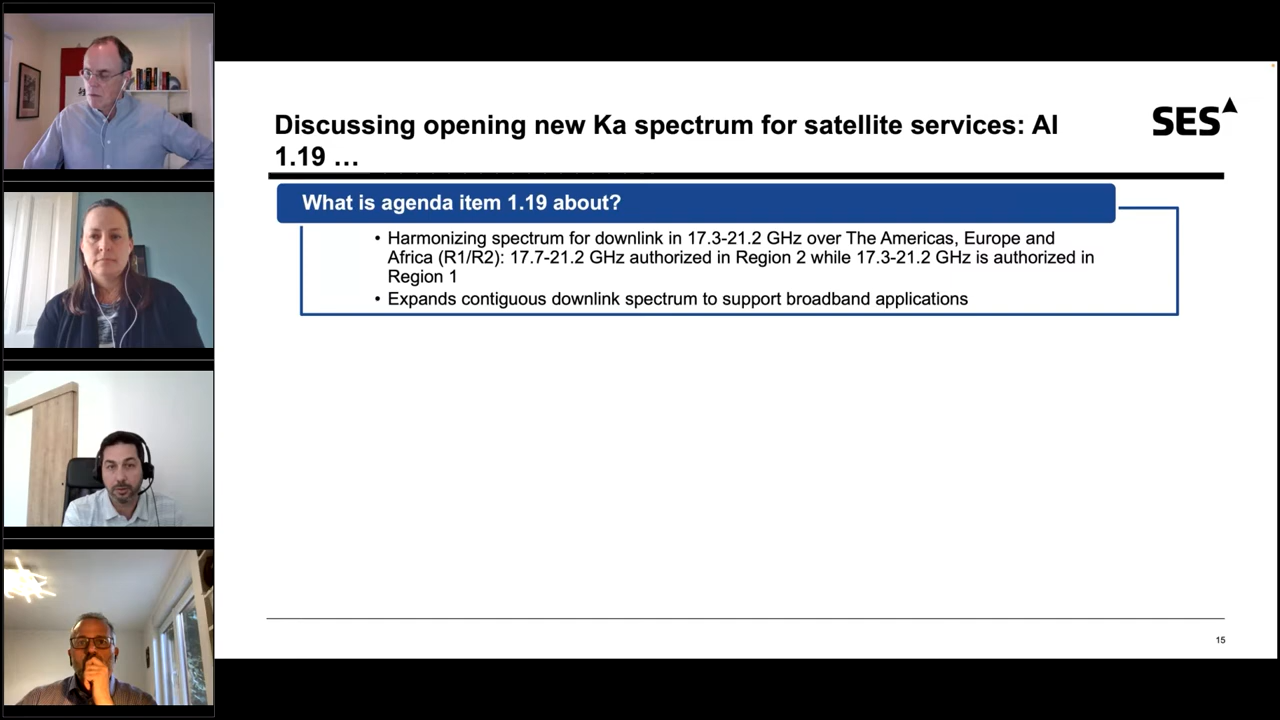 Discussing opening new Ka spectrum for satellite services: AI
1.19 …
SES
What is agenda item 1.19 about?
• Harmonizing spectrum for downlink in 17.3-21.2 GHz over The Americas, Europe and
Africa (R1/R2): 17.7-21.2 GHz authorized in Region 2 while 17.3-21.2 GHz is authorized in
Region 1
• Expands contiguous downlink spectrum to support broadband applications
15